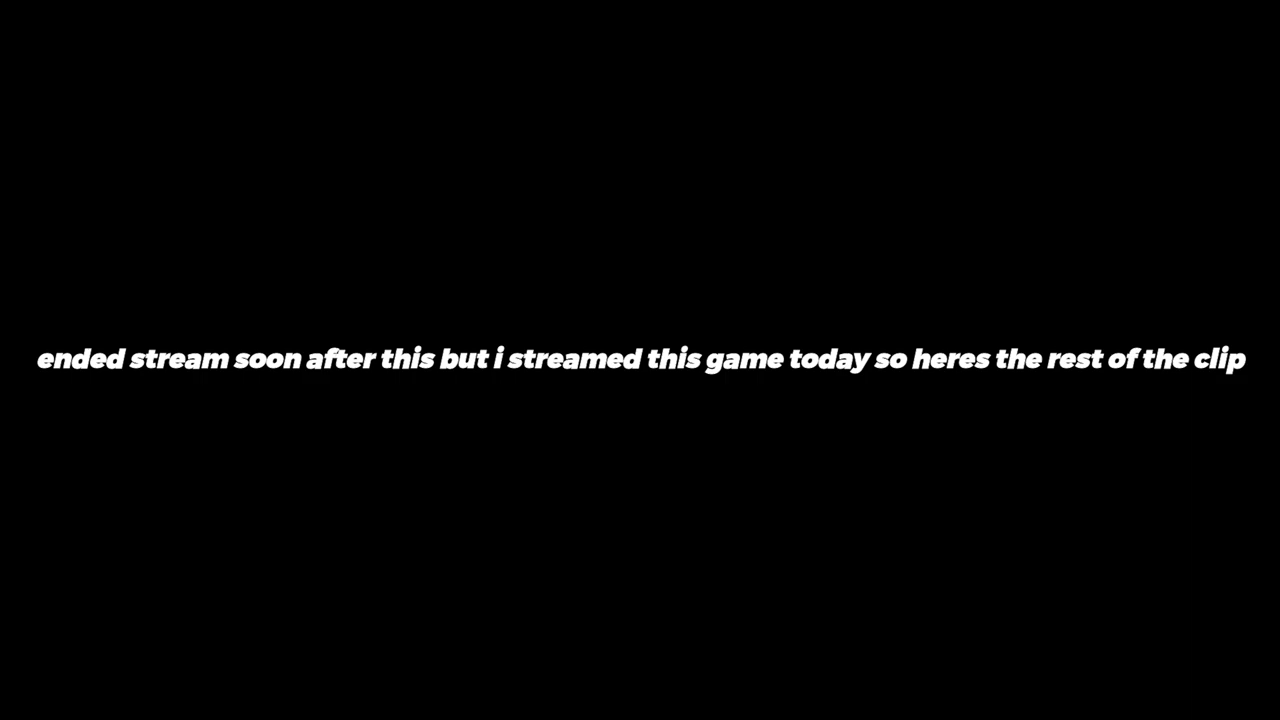 ended stream soon after this but i streamed this game today so heres the rest of the clip